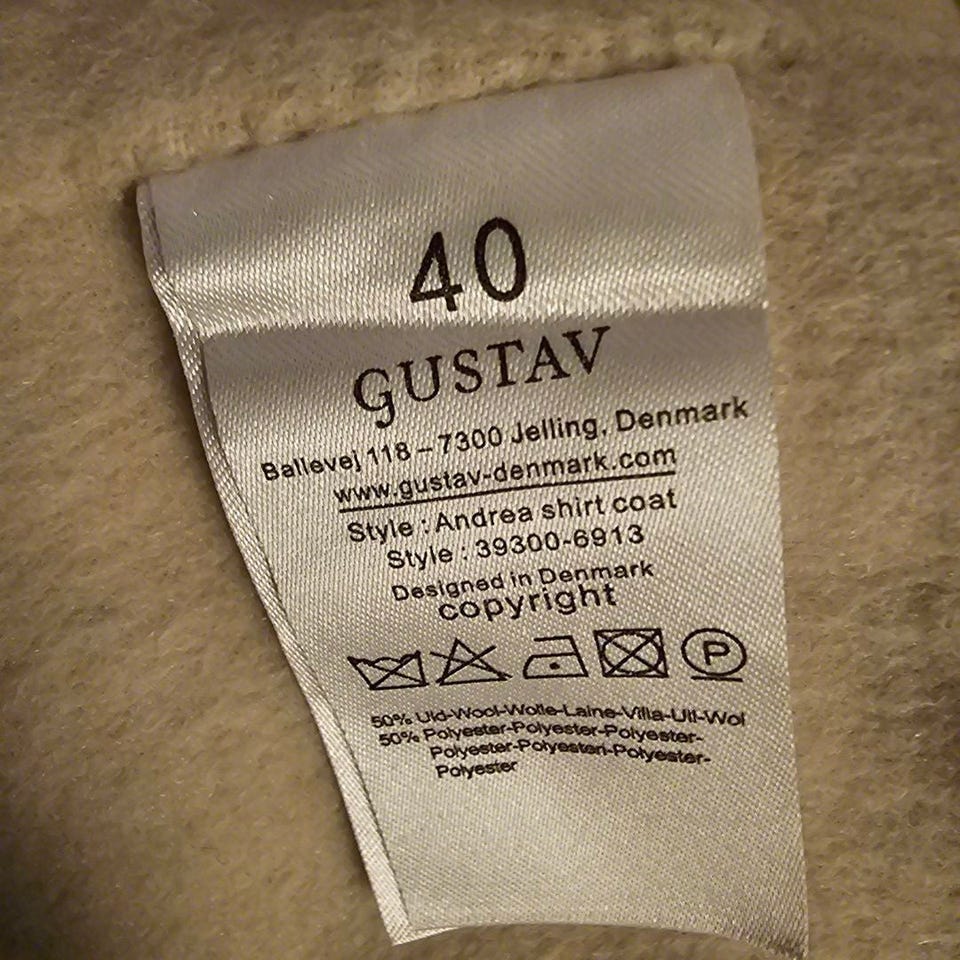 40
GUSTAV
Ballevej 118 – 7300 Jelling, Denmark
www.gustav-denmark.com
Style : Andrea shirt coat
Style : 39300-6913
Designed in Denmark
copyright
P
50% Uld-Wool-Wolle-Laine-Villa-Ull-Wol
50% Polyester-Polyester-Polyester-
Polyester-Polyesteri-Polyester-
Polyester